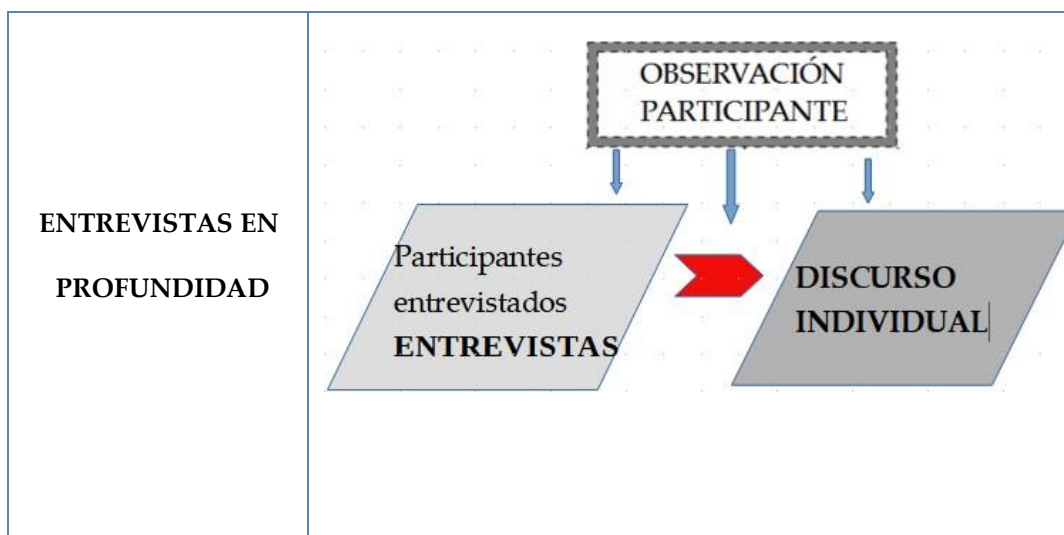 ENTREVISTAS EN
PROFUNDIDAD
OBSERVACIÓN
PARTICIPANTE
Participantes
entrevistados
ENTREVISTAS
DISCURSO
INDIVIDUAL